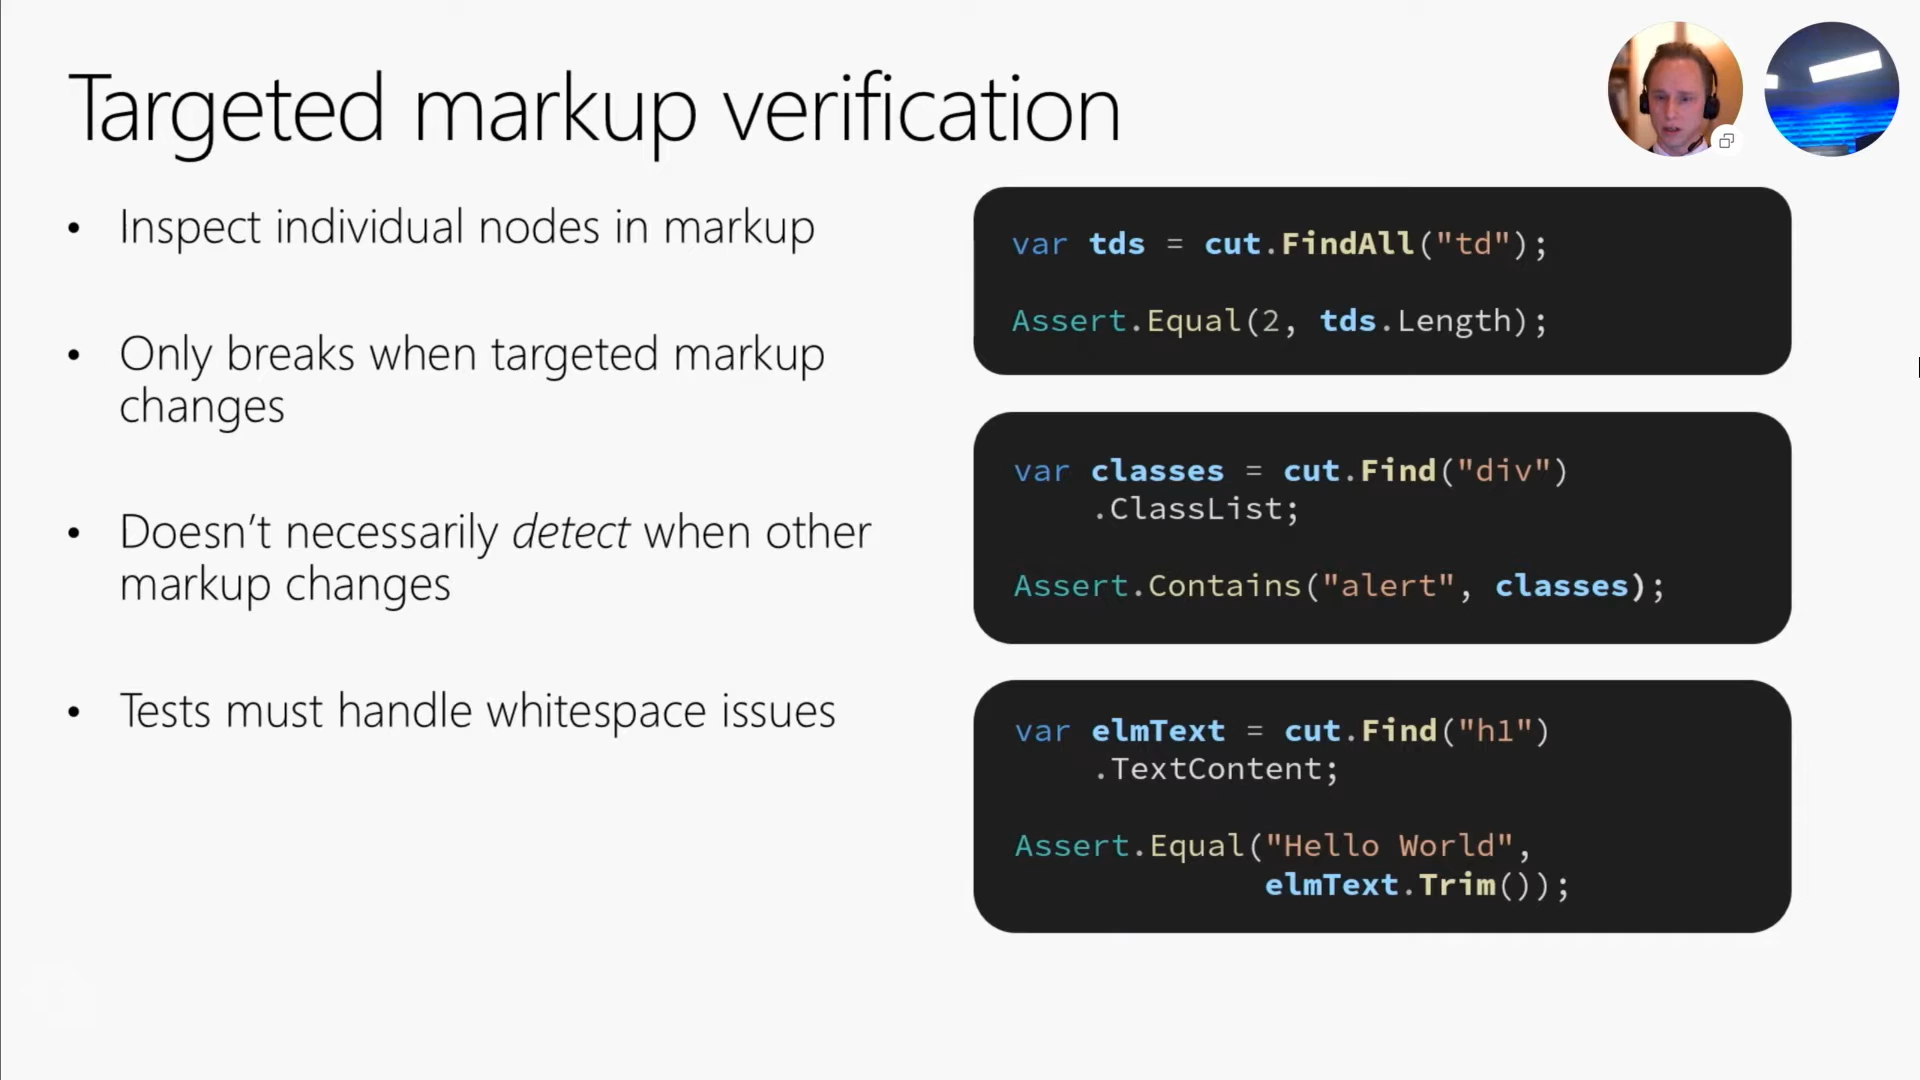 Targeted markup verification
• Inspect individual nodes in markup
• Only breaks when targeted markup
changes
• Doesn't necessarily detect when other
markup changes
• Tests must handle whitespace issues
var tds = cut.FindAll("td");
Assert.Equal(2, tds.Length);
var classes = cut.Find("div")
.ClassList;
Assert.Contains("alert", classes);
var elmText = cut.Find("h1")
.TextContent;
Assert.Equal("Hello World",
elmText.Trim());